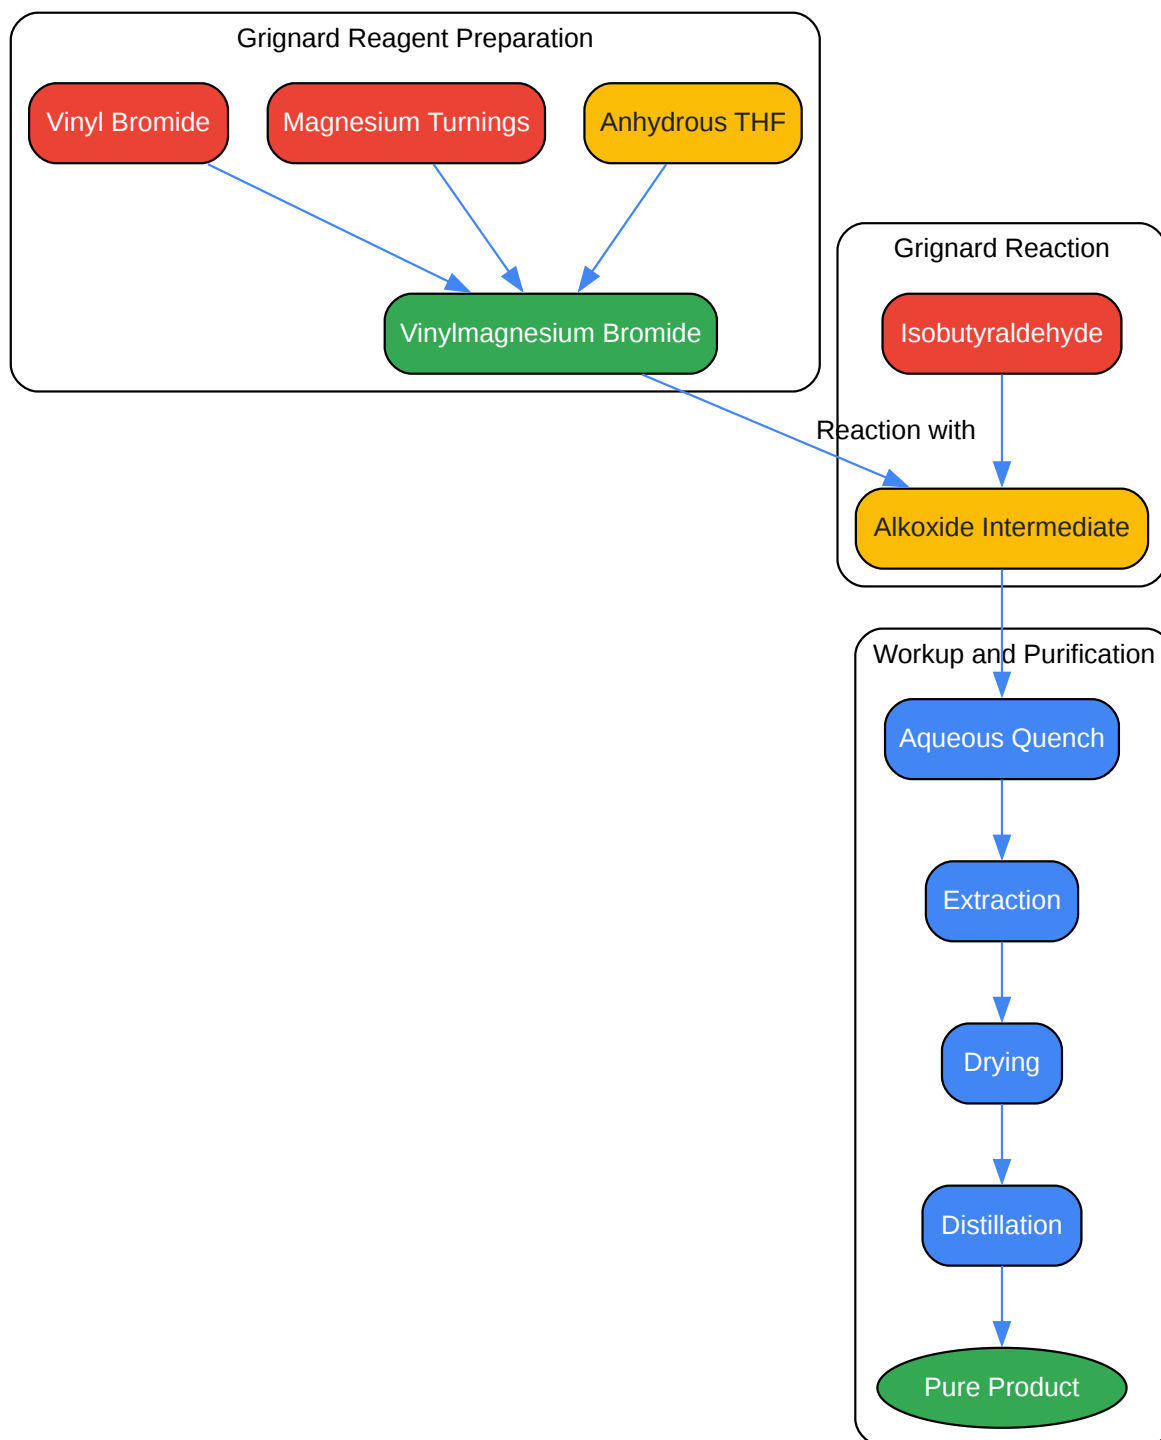 Grignard Reagent Preparation
Vinyl Bromide
Magnesium Turnings
Anhydrous THF
Vinylmagnesium Bromide
Grignard Reaction
Isobutyraldehyde
Reaction with
Alkoxide Intermediate
Workup and Purification
Aqueous Quench
Extraction
Drying
Distillation
Pure Product